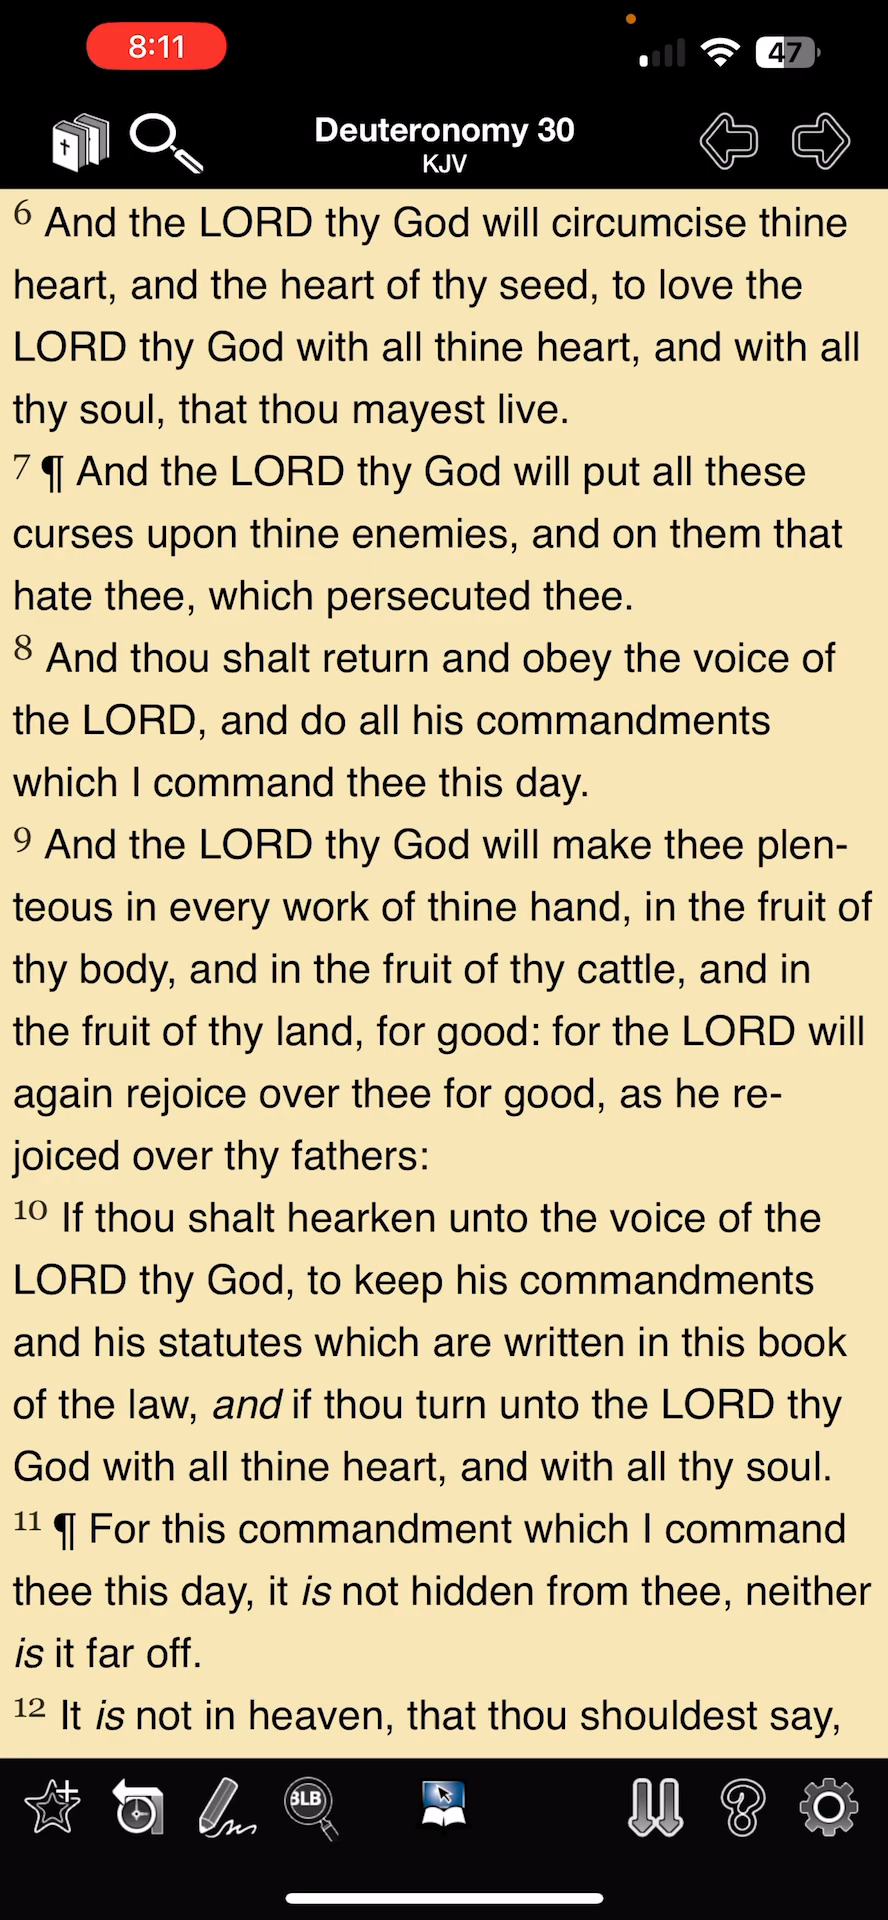 8:11
47
Deuteronomy 30
KJV
6 And the LORD thy God will circumcise thine
heart, and the heart of thy seed, to love the
LORD thy God with all thine heart, and with all
thy soul, that thou mayest live.
7 ¶ And the LORD thy God will put all these
curses upon thine enemies, and on them that
hate thee, which persecuted thee.
8 And thou shalt return and obey the voice of
the LORD, and do all his commandments
which I command thee this day.
9 And the LORD thy God will make thee plen-
teous in every work of thine hand, in the fruit of
thy body, and in the fruit of thy cattle, and in
the fruit of thy land, for good: for the LORD will
again rejoice over thee for good, as he re-
joiced over thy fathers:
10 If thou shalt hearken unto the voice of the
LORD thy God, to keep his commandments
and his statutes which are written in this book
of the law, and if thou turn unto the LORD thy
God with all thine heart, and with all thy soul.
11 ¶ For this commandment which I command
thee this day, it is not hidden from thee, neither
is it far off.
12 It is not in heaven, that thou shouldest say,
BLB